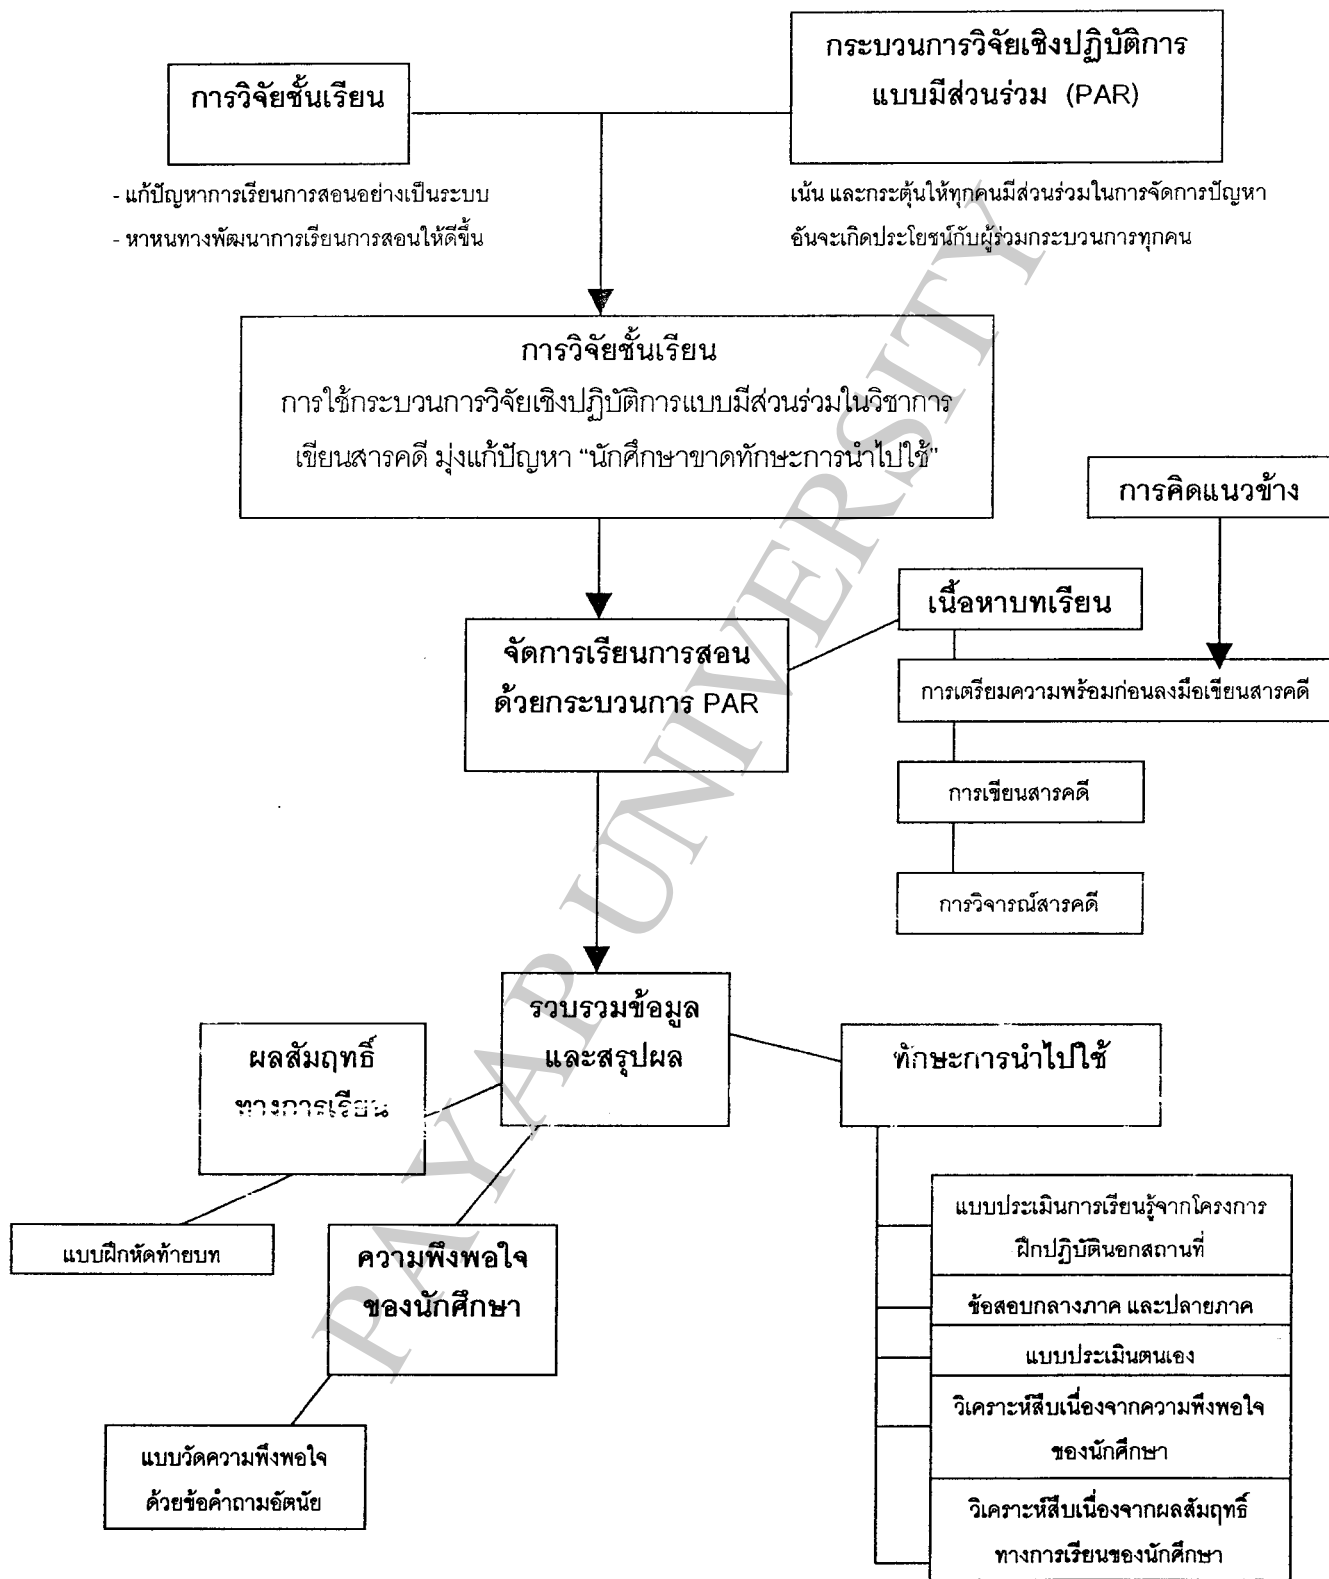 การวิจัยชั้นเรียน
กระบวนการวิจัยเชิงปฏิบัติการ
แบบมีส่วนร่วม (PAR)
- แก้ปัญหาการเรียนการสอนอย่างเป็นระบบ
- หาหนทางพัฒนาการเรียนการสอนให้ดีขึ้น
เน้น และกระตุ้นให้ทุกคนมีส่วนร่วมในการจัดการปัญหา
อันจะเกิดประโยชน์กับผู้ร่วมกระบวนการทุกคน
การวิจัยชั้นเรียน
การใช้กระบวนการวิจัยเชิงปฏิบัติการแบบมีส่วนร่วมในวิชาการ
เขียนสารคดี มุ่งแก้ปัญหา “นักศึกษาขาดทักษะการนำไปใช้”
การคิดแนวข้าง
เนื้อหาบทเรียน
จัดการเรียนการสอน
ด้วยกระบวนการ PAR
การเตรียมความพร้อมก่อนลงมือเขียนสารคดี
การเขียนสารคดี
การวิจารณ์สารคดี
รวบรวมข้อมูล
และสรุปผล
ผลสัมฤทธิ์
ทางการเรียน
ทักษะการนำไปใช้
แบบฝึกหัดท้ายบท
ความพึงพอใจ
ของนักศึกษา
แบบวัดความพึงพอใจ
ด้วยข้อคำถามอัตนัย
แบบประเมินการเรียนรู้จากโครงการ
ฝึกปฏิบัตินอกสถานที่
ข้อสอบกลางภาค และปลายภาค
แบบประเมินตนเอง
วิเคราะห์สืบเนื่องจากความพึงพอใจ
ของนักศึกษา
วิเคราะห์สืบเนื่องจากผลสัมฤทธิ์
ทางการเรียนของนักศึกษา
PAYAP UNIVERSITY